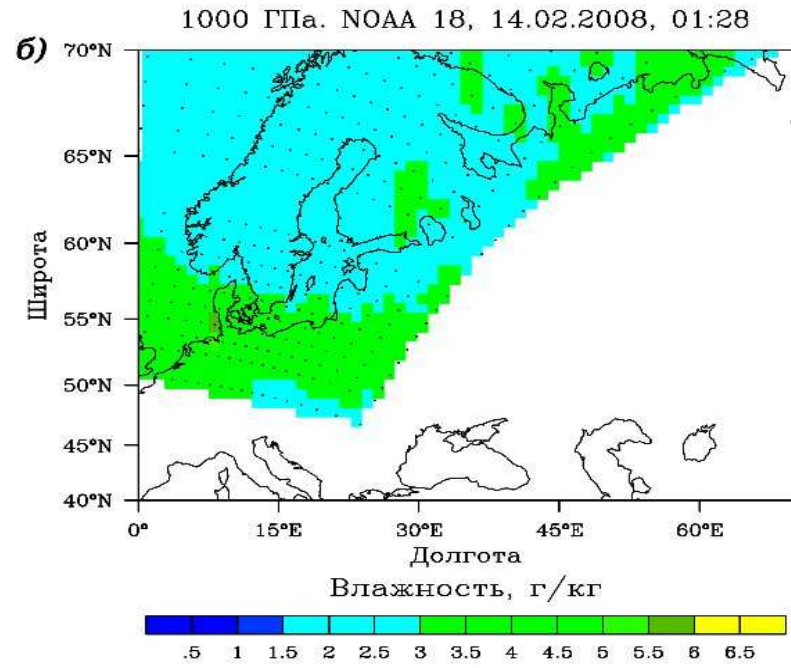 1000 ГПа. NOAA 18, 14.02.2008, 01:28
б)
70°N
65°N
60°N
55°N
50°N
45°N
40°N
Широта
0° 15°E 30°E 45°E 60°E
Долгота
Влажность, г/кг
.5 1 1.5 2 2.5 3 3.5 4 4.5 5 5.5 6 6.5